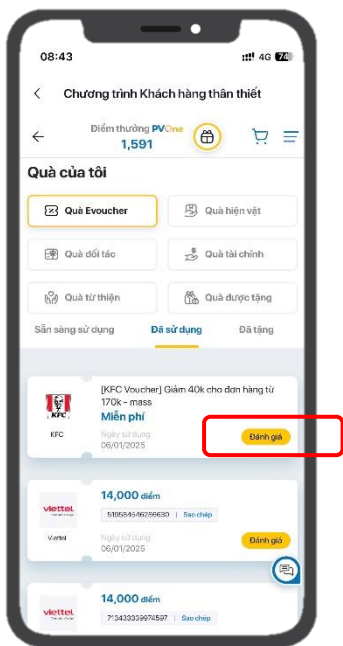 08:43
4G 74
Chương trình Khách hàng thân thiết
Điểm thưởng PVOne
1,591
Quà của tôi
Quà Evoucher
Quà hiện vật
Quà đối tác
Quà tài chính
Quà từ thiện
Quà được tặng
Sẵn sàng sử dụng
Đã sử dụng
Đã tặng
[KFC Voucher] Giảm 40k cho đơn hàng từ
170k - mass
Miễn phí
KFC
KFC
Ngày sử dụng
06/01/2025
Đánh giá
viettel
14,000 điểm
519584646286630 | Sao chép
Viettel
Ngày sử dụng
06/01/2025
Đánh giá
viettel
14,000 điểm
713433339974597 | Sao chép